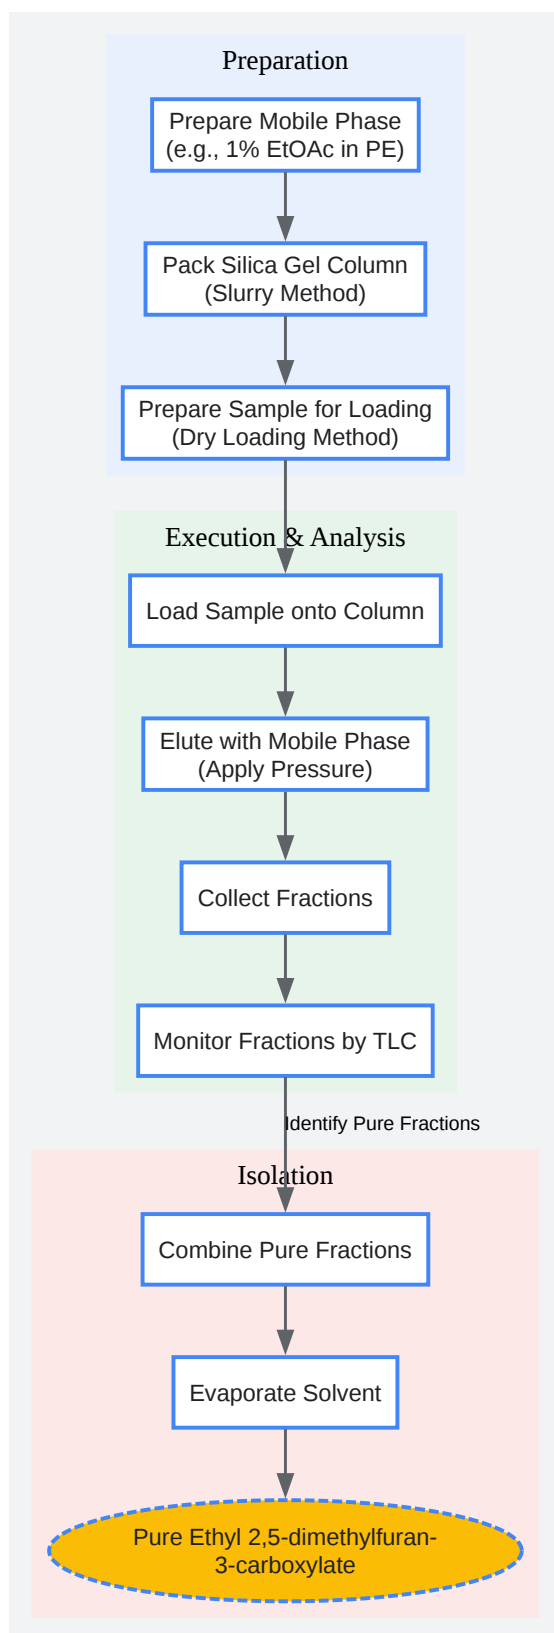 Preparation
Prepare Mobile Phase
(e.g., 1% EtOAc in PE)
Pack Silica Gel Column
(Slurry Method)
Prepare Sample for Loading
(Dry Loading Method)
Execution & Analysis
Load Sample onto Column
Elute with Mobile Phase
(Apply Pressure)
Collect Fractions
Monitor Fractions by TLC
Identify Pure Fractions
Isolation
Combine Pure Fractions
Evaporate Solvent
Pure Ethyl 2,5-dimethylfuran-
3-carboxylate